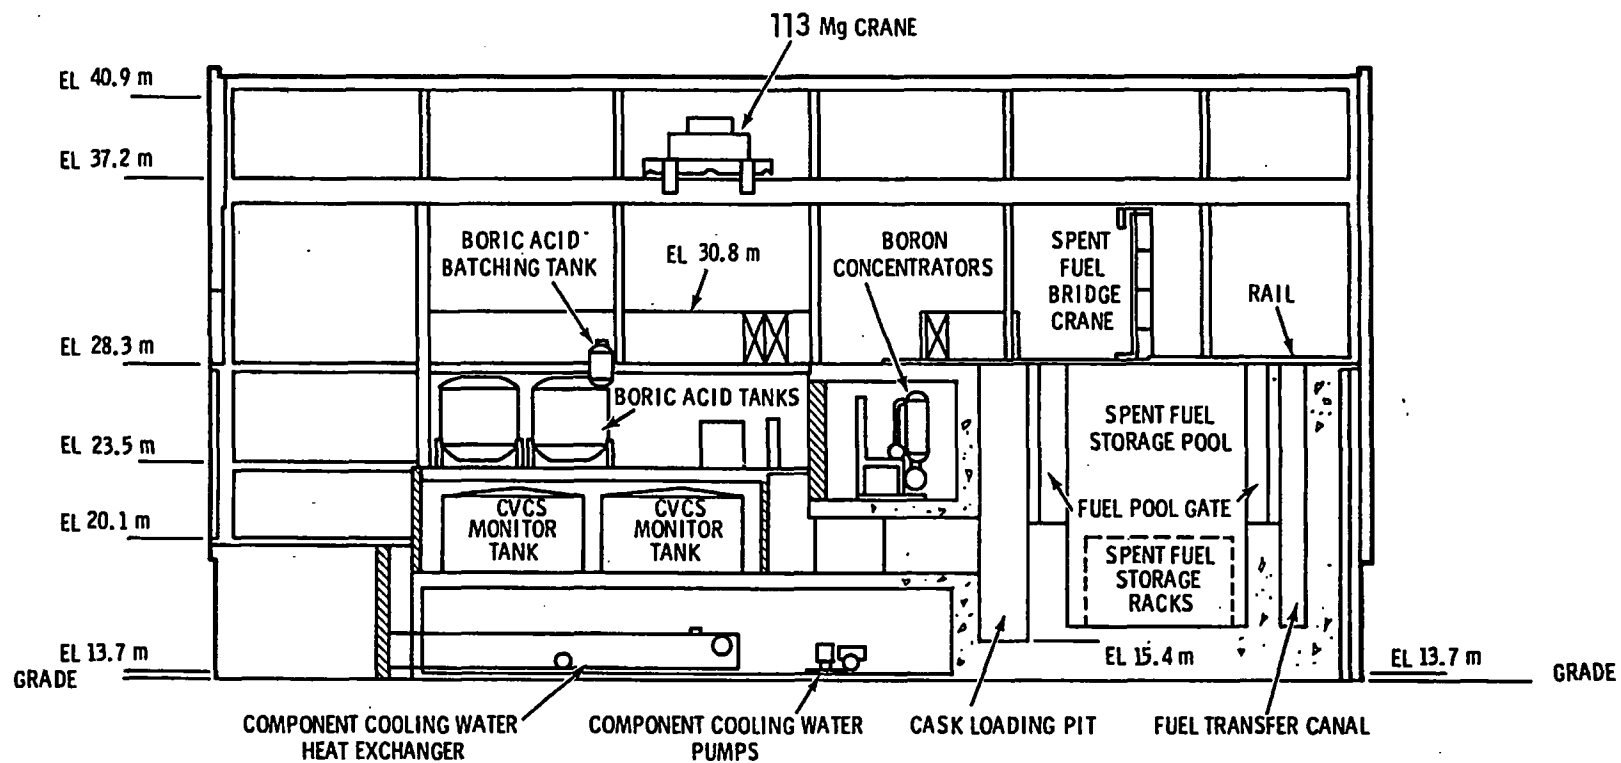 113 Mg CRANE
EL 40.9 m
EL 37.2 m
BORIC ACID
BATCHING TANK
EL 30.8 m
BORON
CONCENTRATORS
SPENT
FUEL
BRIDGE
CRANE
RAIL
EL 28.3 m
BORIC ACID TANKS
SPENT FUEL
STORAGE POOL
EL 23.5 m
FUEL POOL GATE
EL 20.1 m
CVCS
MONITOR
TANK
CVCS
MONITOR
TANK
SPENT FUEL
STORAGE
RACKS
EL 13.7 m
GRADE
EL 15.4 m
EL 13.7 m
GRADE
COMPONENT COOLING WATER
HEAT EXCHANGER
COMPONENT COOLING WATER
PUMPS
CASK LOADING PIT
FUEL TRANSFER CANAL